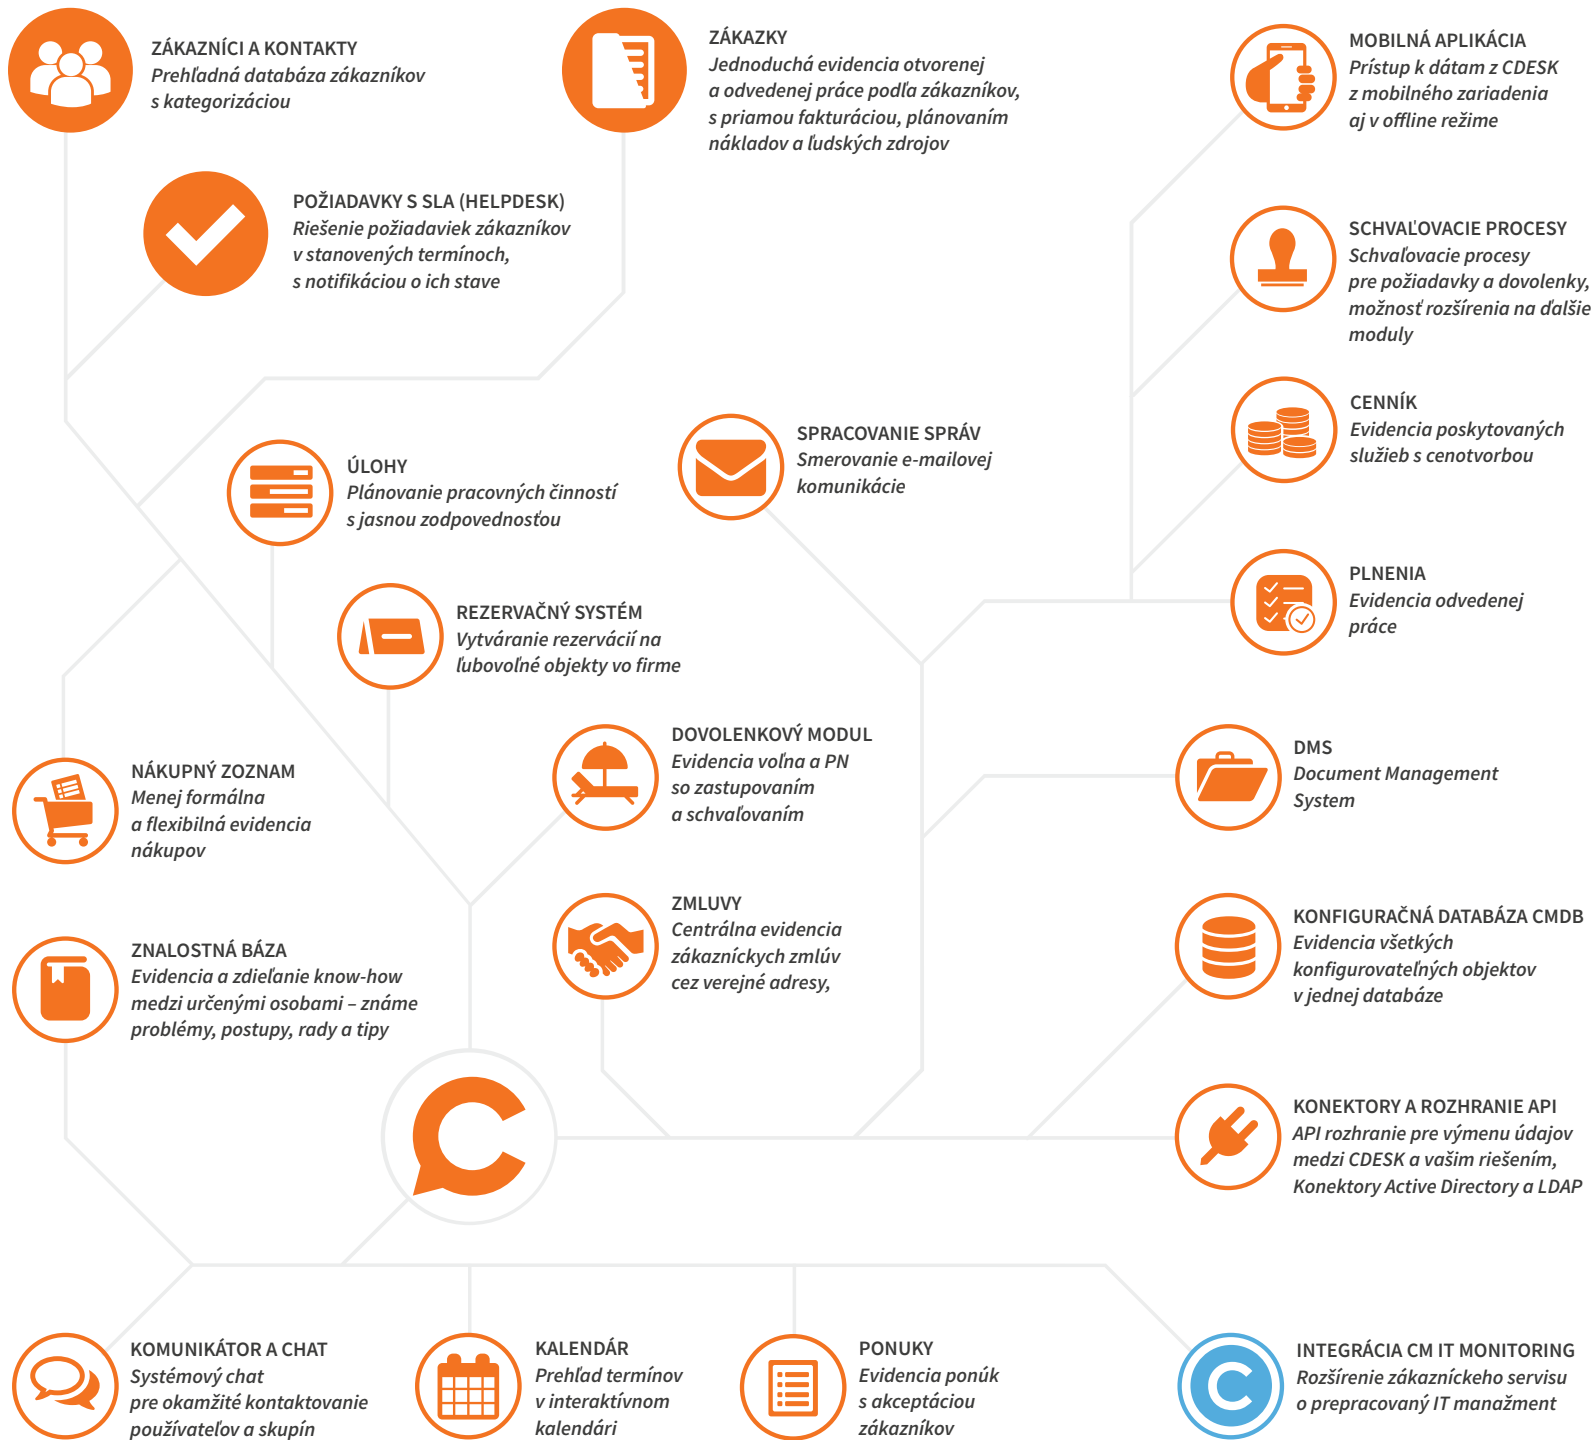 ZÁKAZNÍCI A KONTAKTY
Prehľadná databáza zákazníkov
s kategorizáciou
ZÁKAZKY
Jednoduchá evidencia otvorenej
a odvedenej práce podľa zákazníkov,
s priamou fakturáciou, plánovaním
nákladov a ľudských zdrojov
MOBILNÁ APLIKÁCIA
Prístup k dátam z CDESK
z mobilného zariadenia
aj v offline režime
POŽIADAVKY S SLA (HELPDESK)
Riešenie požiadaviek zákazníkov
v stanovených termínoch,
s notifikáciou o ich stave
SCHVAĽOVACIE PROCESY
Schvaľovacie procesy
pre požiadavky a dovolenky,
možnosť rozšírenia na ďalšie
moduly
CENNÍK
Evidencia poskytovaných
služieb s cenotvorbou
SPRACOVANIE SPRÁV
Smerovanie e-mailovej
komunikácie
ÚLOHY
Plánovanie pracovných činností
s jasnou zodpovednosťou
PLNENIA
Evidencia odvedenej
práce
REZERVAČNÝ SYSTÉM
Vytváranie rezervácií na
ľubovoľné objekty vo firme
DOVOLENKOVÝ MODUL
Evidencia voľna a PN
so zastupovaním
a schvaľovaním
DMS
Document Management
System
NÁKUPNÝ ZOZNAM
Menej formálna
a flexibilná evidencia
nákupov
ZMLUVY
Centrálna evidencia
zákazníckych zmlúv
cez verejné adresy,
KONFIGURAČNÁ DATABÁZA CMDB
Evidencia všetkých
konfigurovateľných objektov
v jednej databáze
ZNALOSTNÁ BÁZA
Evidencia a zdieľanie know-how
medzi určenými osobami – známe
problémy, postupy, rady a tipy
KONEKTORY A ROZHRANIE API
API rozhranie pre výmenu údajov
medzi CDESK a vašim riešením,
Konektory Active Directory a LDAP
KOMUNIKÁTOR A CHAT
Systémový chat
pre okamžité kontaktovanie
používateľov a skupín
KALENDÁR
Prehľad termínov
v interaktívnom
kalendári
PONUKY
Evidencia ponúk
s akceptáciou
zákazníkov
INTEGRÁCIA CM IT MONITORING
Rozšírenie zákazníckeho servisu
o prepracovaný IT manažment